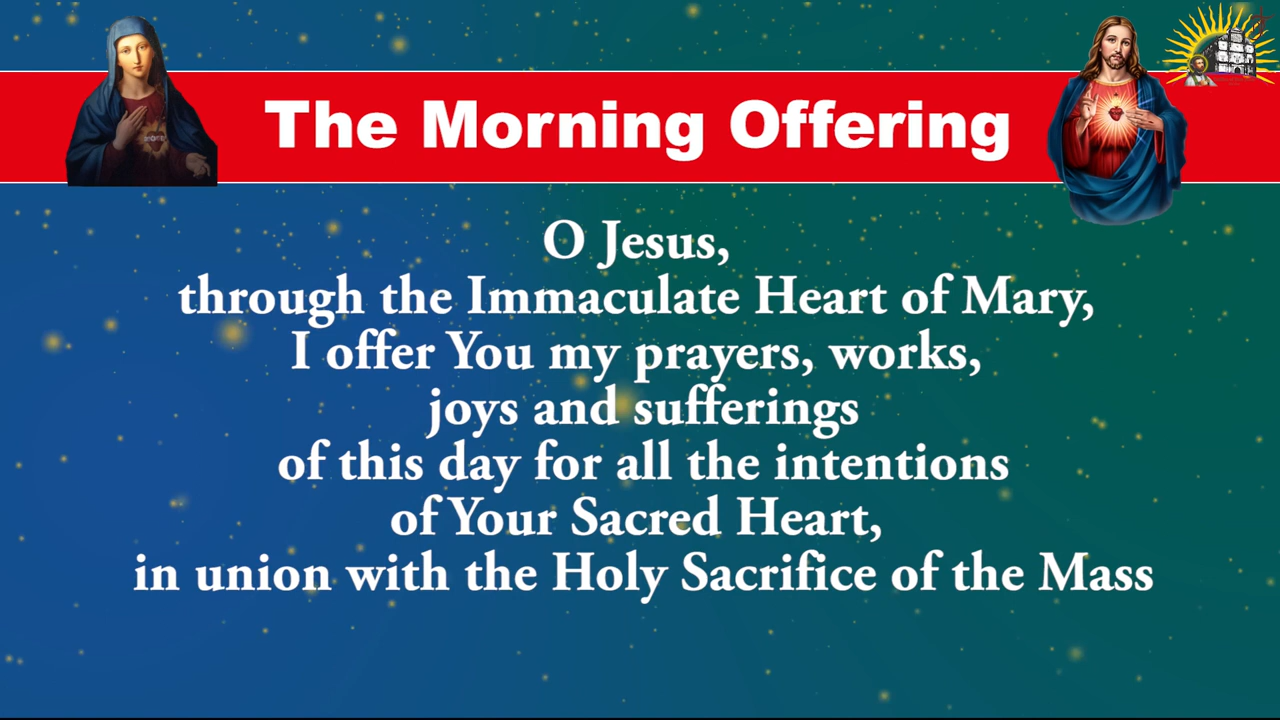 The Morning Offering
O Jesus,
through the Immaculate Heart of Mary,
I offer You my prayers, works,
joys and sufferings
of this day for all the intentions
of Your Sacred Heart,
in union with the Holy Sacrifice of the Mass